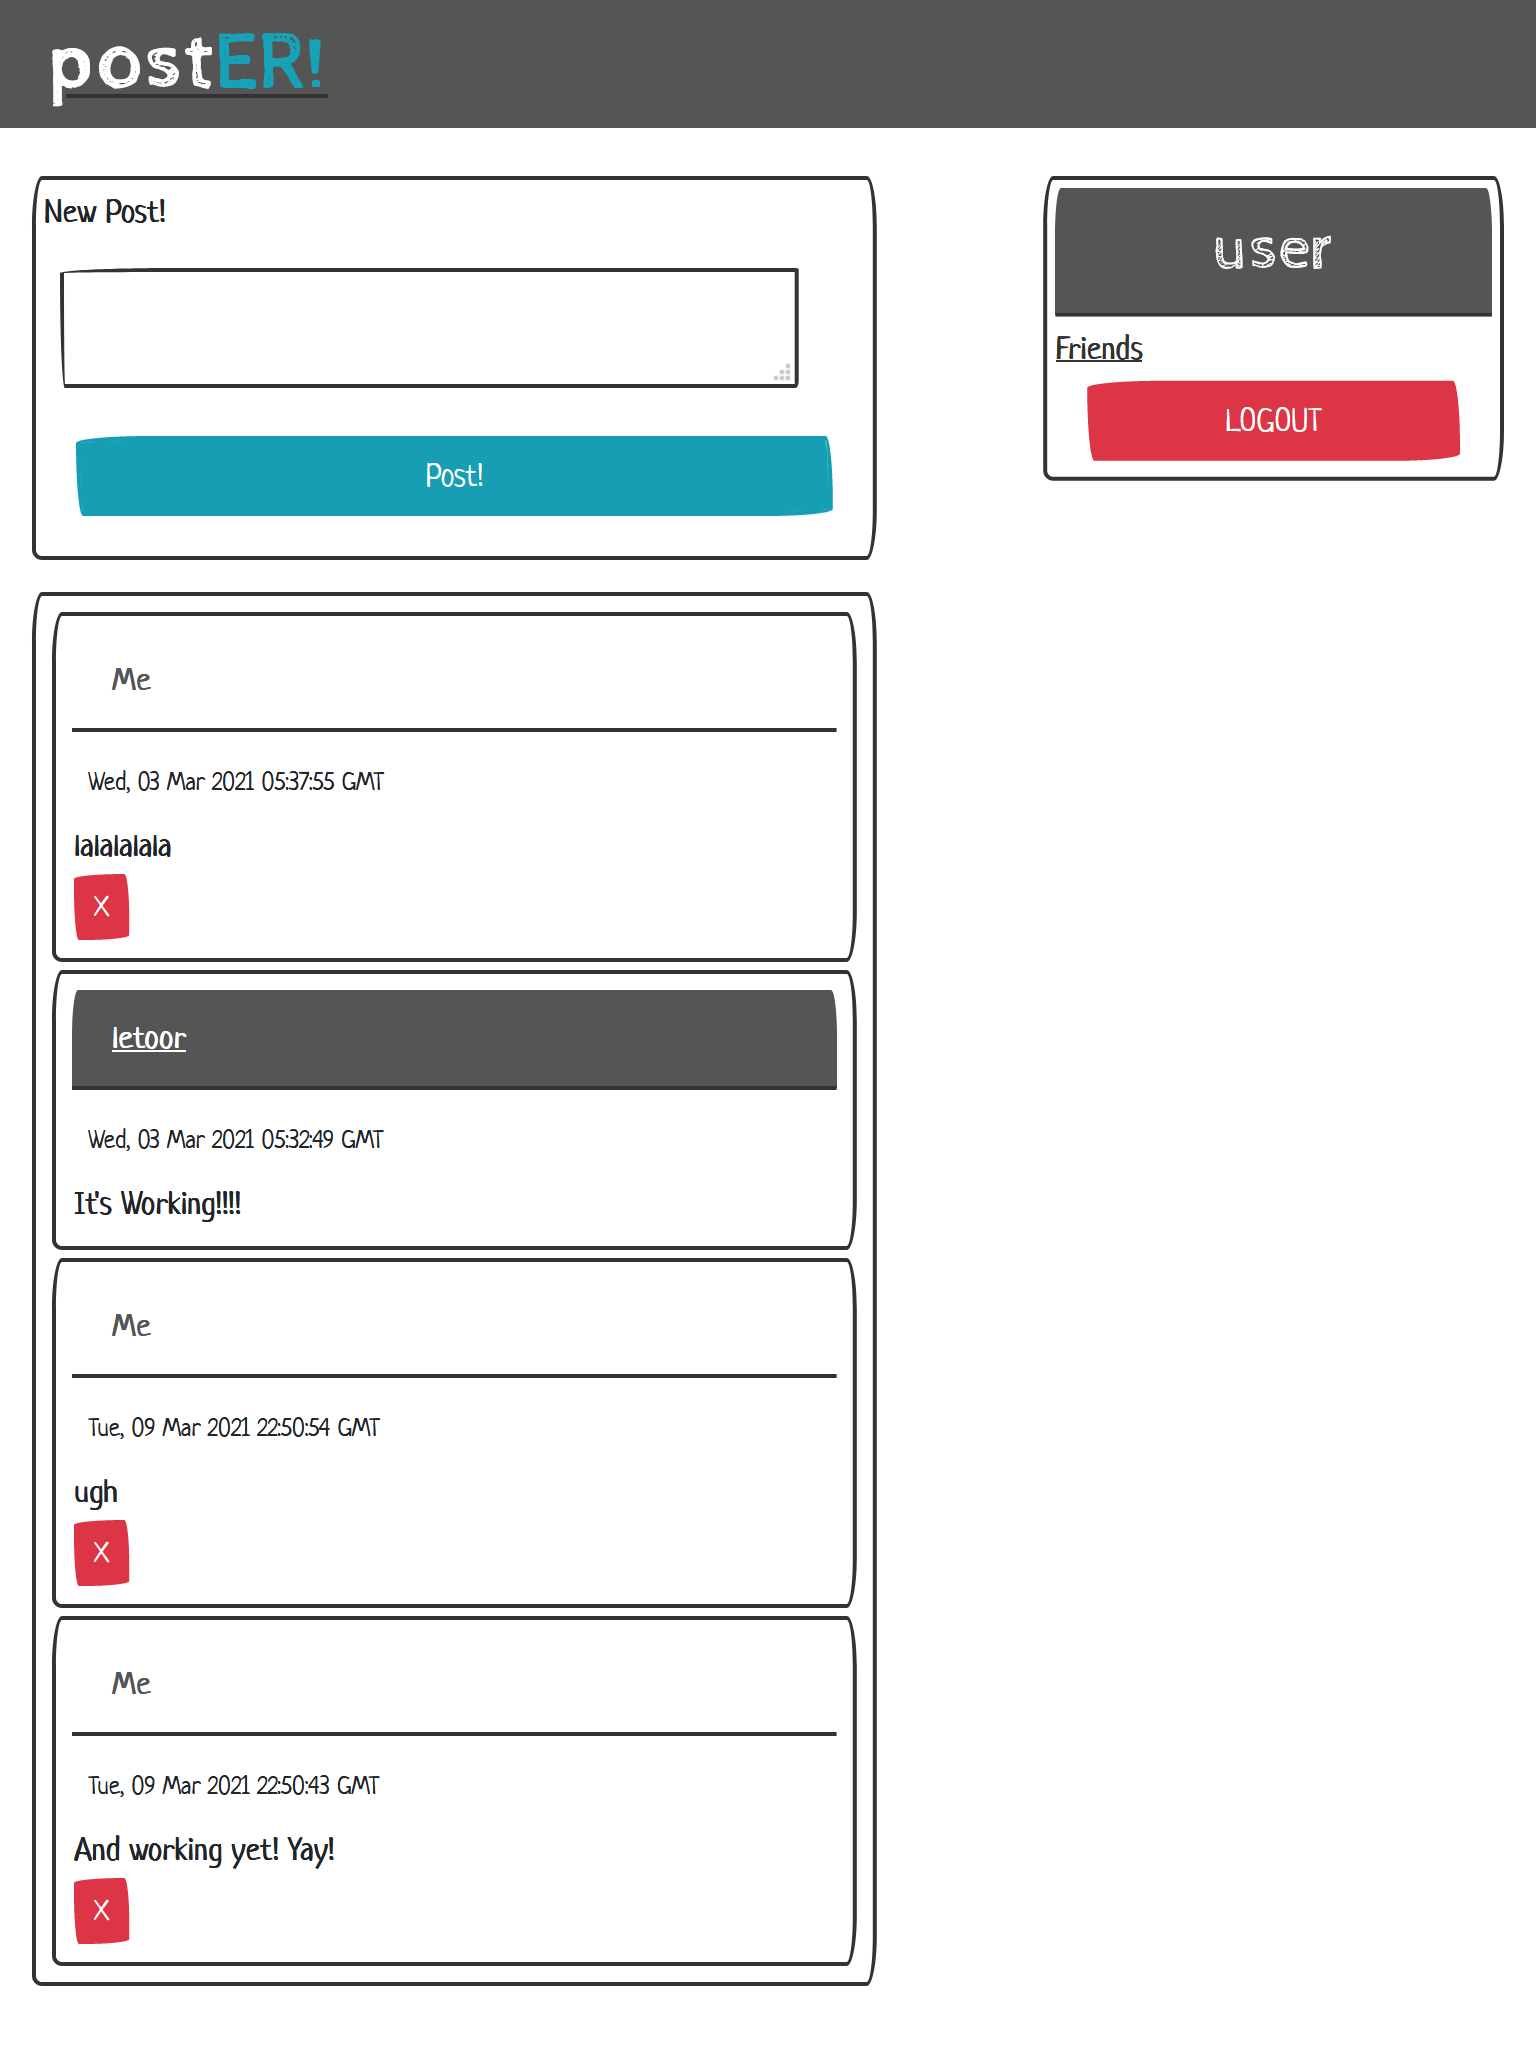 postER!
New Post!
Post!
user
Friends
LOGOUT
Me
Wed, 03 Mar 2021 05:37:55 GMT
lalalalala
X
letoor
Wed, 03 Mar 2021 05:32:49 GMT
It's Working!!!!
Me
Tue, 09 Mar 2021 22:50:54 GMT
ugh
X
Me
Tue, 09 Mar 2021 22:50:43 GMT
And working yet! Yay!
X